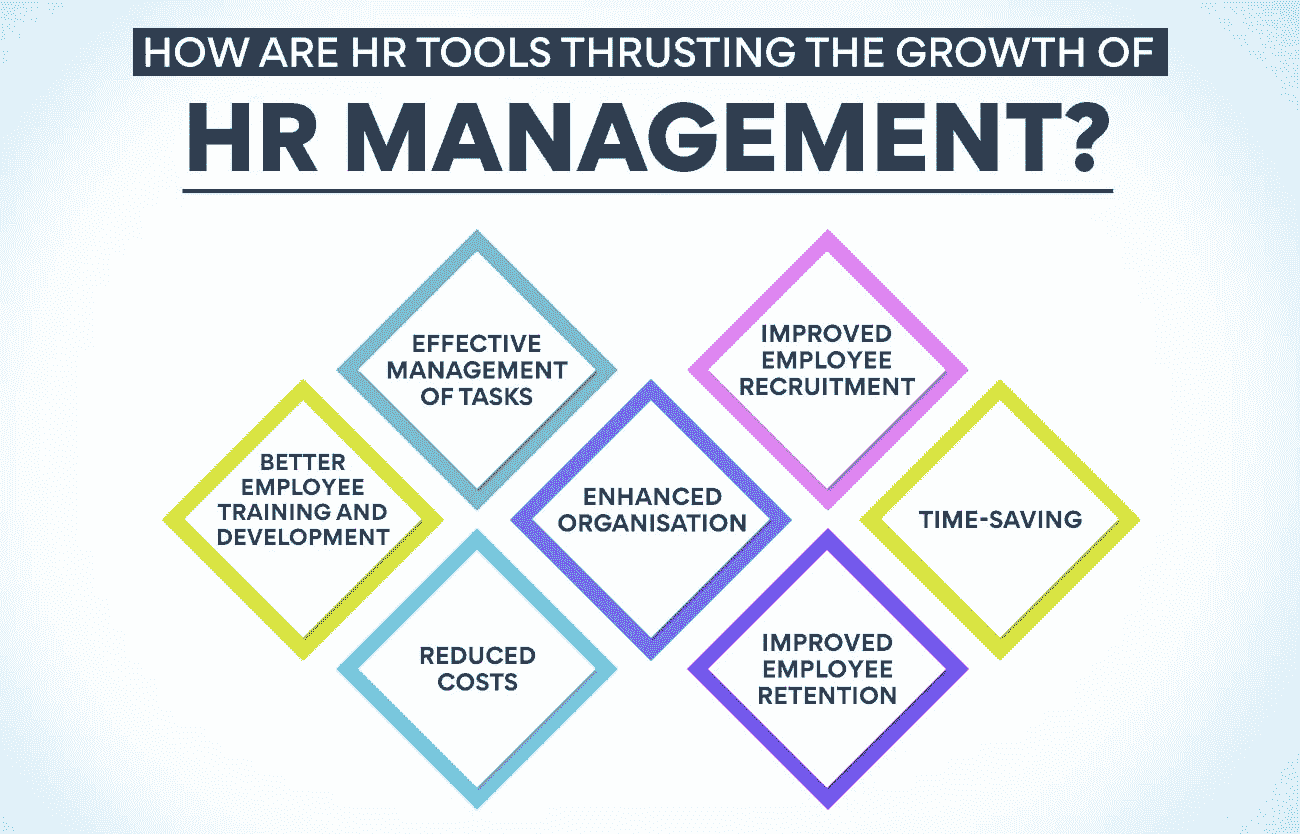 HOW ARE HR TOOLS THRUSTING THE GROWTH OF
HR MANAGEMENT?
EFFECTIVE
MANAGEMENT
OF TASKS
IMPROVED
EMPLOYEE
RECRUITMENT
BETTER
EMPLOYEE
TRAINING AND
DEVELOPMENT
ENHANCED
ORGANISATION
TIME-SAVING
REDUCED
COSTS
IMPROVED
EMPLOYEE
RETENTION